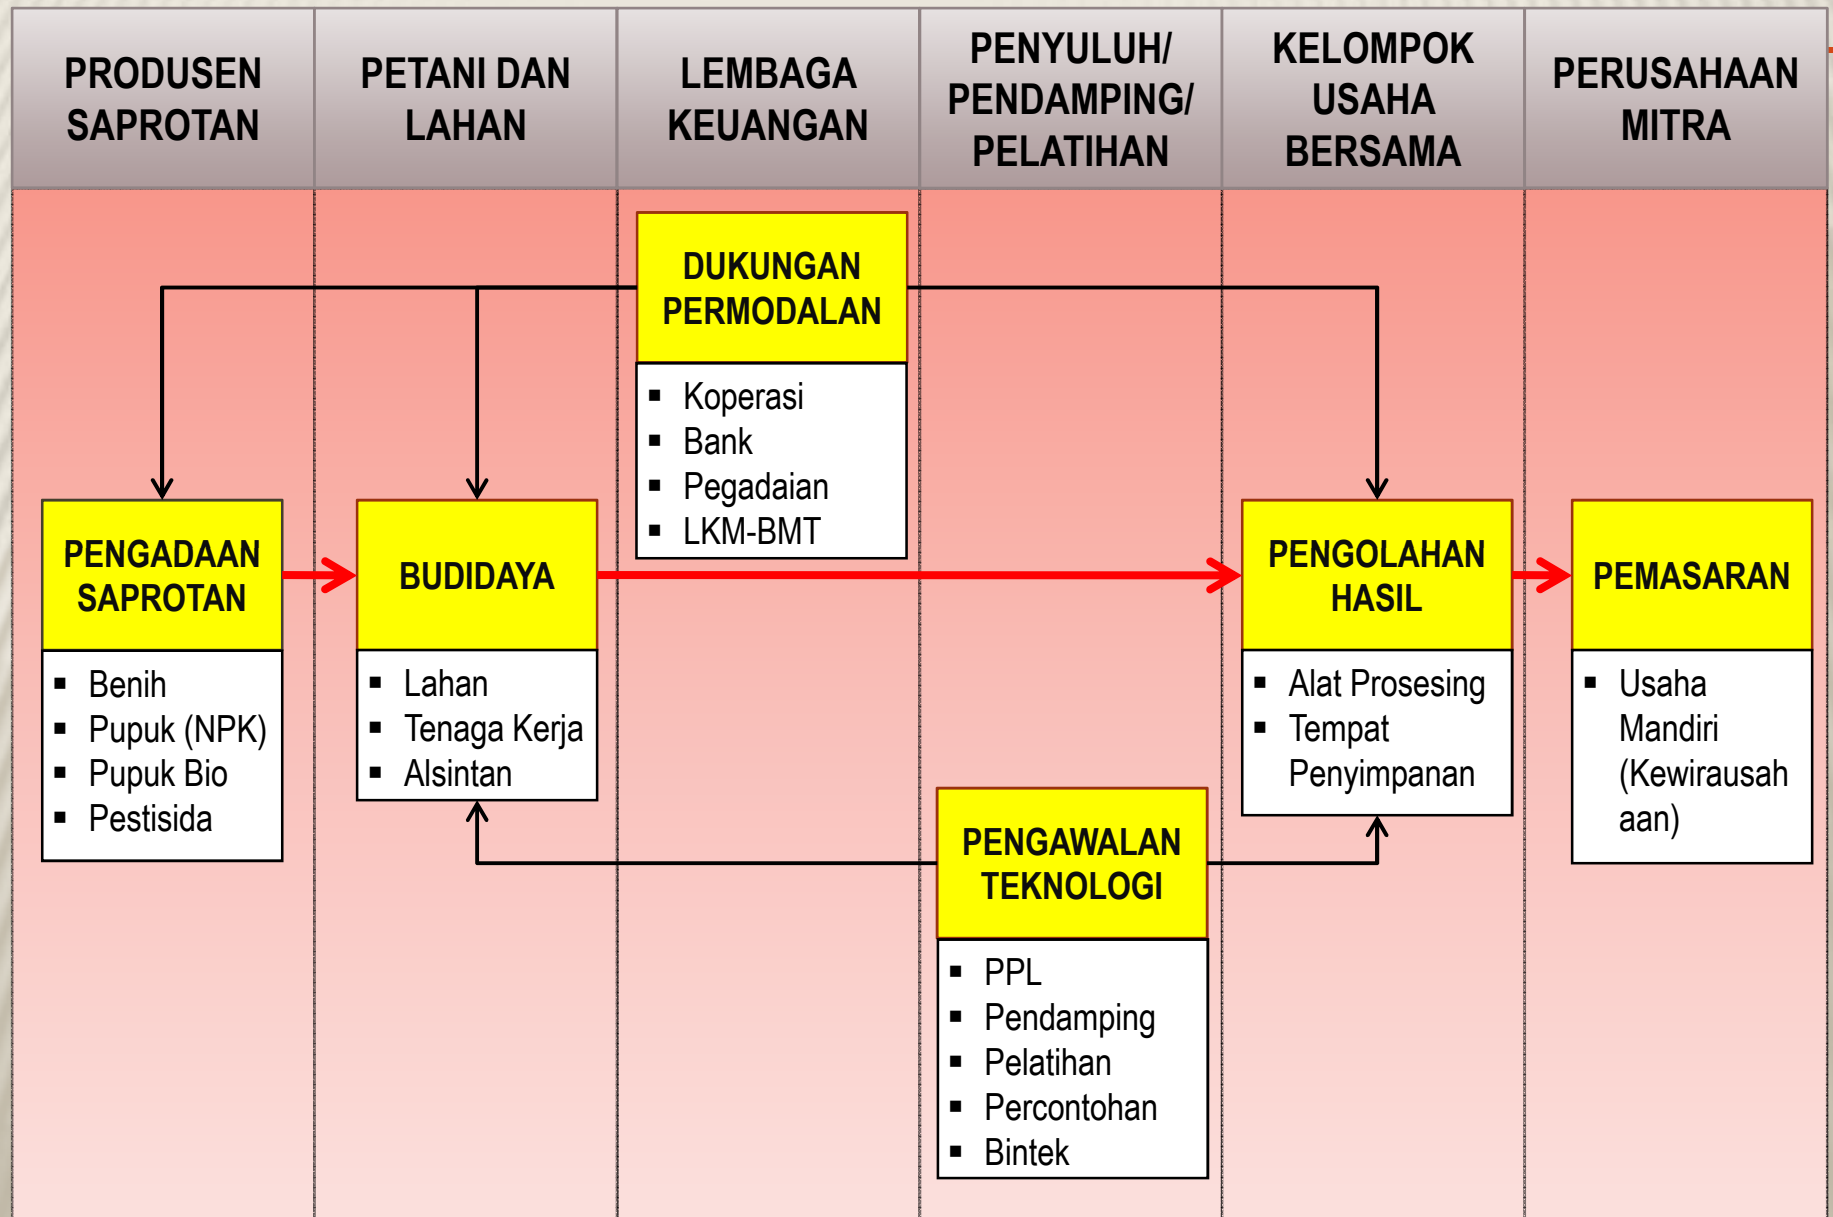 PRODUSEN
SAPROTAN
PETANI DAN
LAHAN
LEMBAGA
KEUANGAN
PENYULUH/
PENDAMPING/
PELATIHAN
KELOMPOK
USAHA
BERSAMA
PERUSAHAAN
MITRA
DUKUNGAN
PERMODALAN
▪ Koperasi
▪ Bank
▪ Pegadaian
▪ LKM-BMT
PENGADAAN
SAPROTAN
▪ Benih
▪ Pupuk (NPK)
▪ Pupuk Bio
▪ Pestisida
BUDIDAYA
▪ Lahan
▪ Tenaga Kerja
▪ Alsintan
PENGOLAHAN
HASIL
▪ Alat Prosesing
▪ Tempat
Penyimpanan
PEMASARAN
▪ Usaha
Mandiri
(Kewirausah
aan)
PENGAWALAN
TEKNOLOGI
▪ PPL
▪ Pendamping
▪ Pelatihan
▪ Percontohan
▪ Bintek